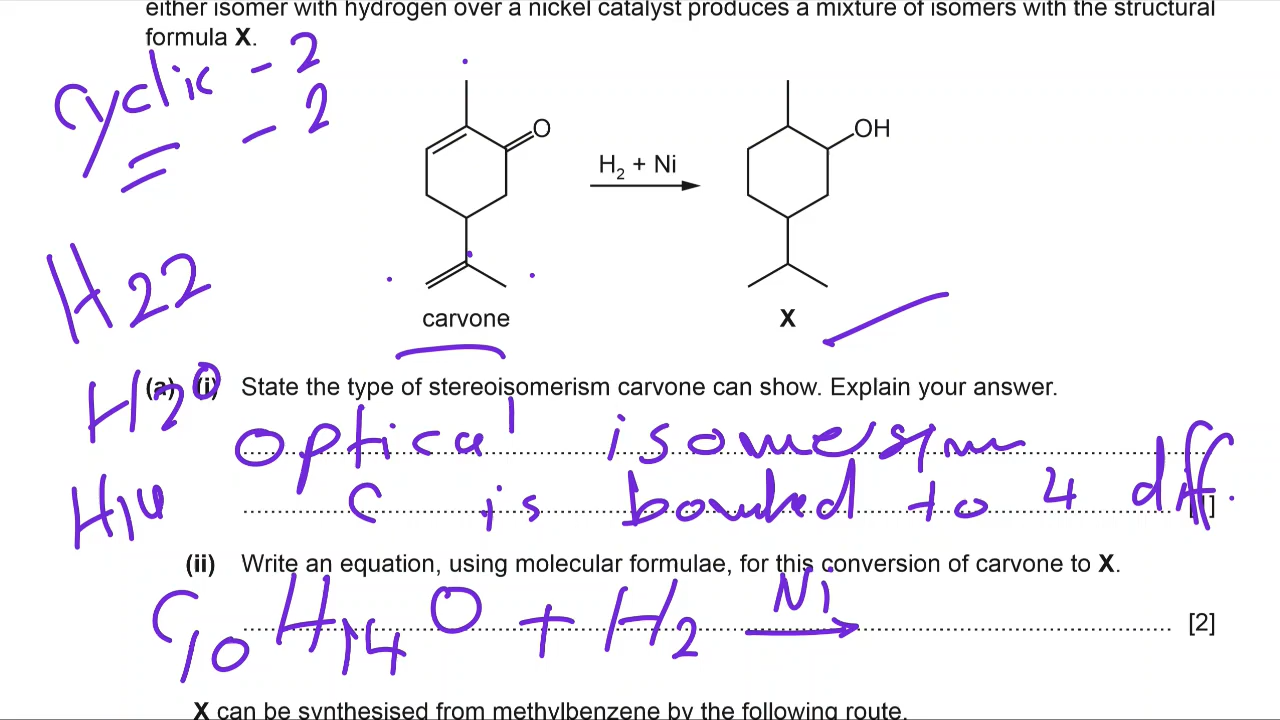 either isomer with hydrogen over a nickel catalyst produces a mixture of isomers with the structural
formula X.
cyclic - 2
= - 2
O
H2 + Ni
OH
H22
carvone
X
H20
(a) (i) State the type of stereoisomerism carvone can show. Explain your answer.
optical isomerism
H14
C is bonded to 4 diff.
(ii) Write an equation, using molecular formulae, for this conversion of carvone to X.
C10H14O + H2 Ni →
[2]
X can be synthesised from methylbenzene by the following route.